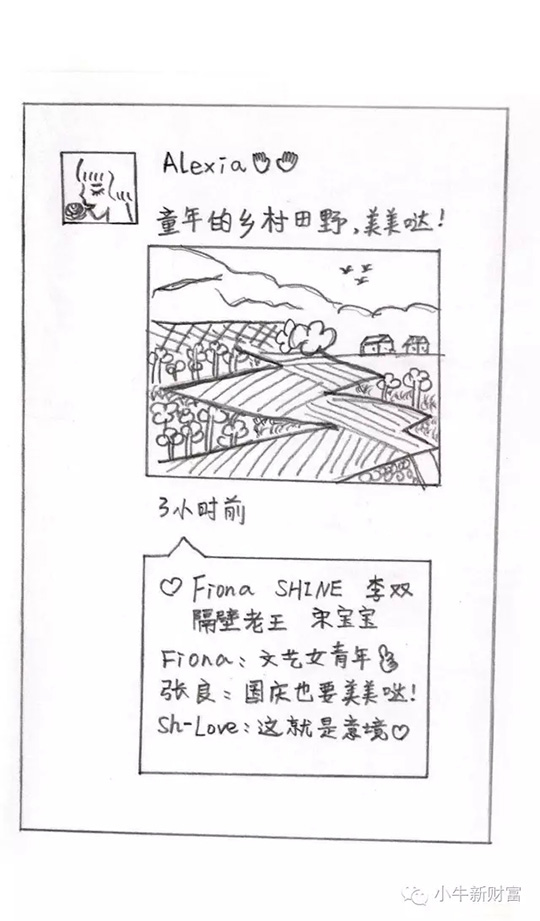 Alexia👋👋
童年的乡村田野,美美哒!
3小时前
♡ Fiona SHINE 李双
隔壁老王 宋宝宝
Fiona:文艺女青年
张良:国庆也要美美哒!
Sh-Love:这就是意境♡
小牛新财富